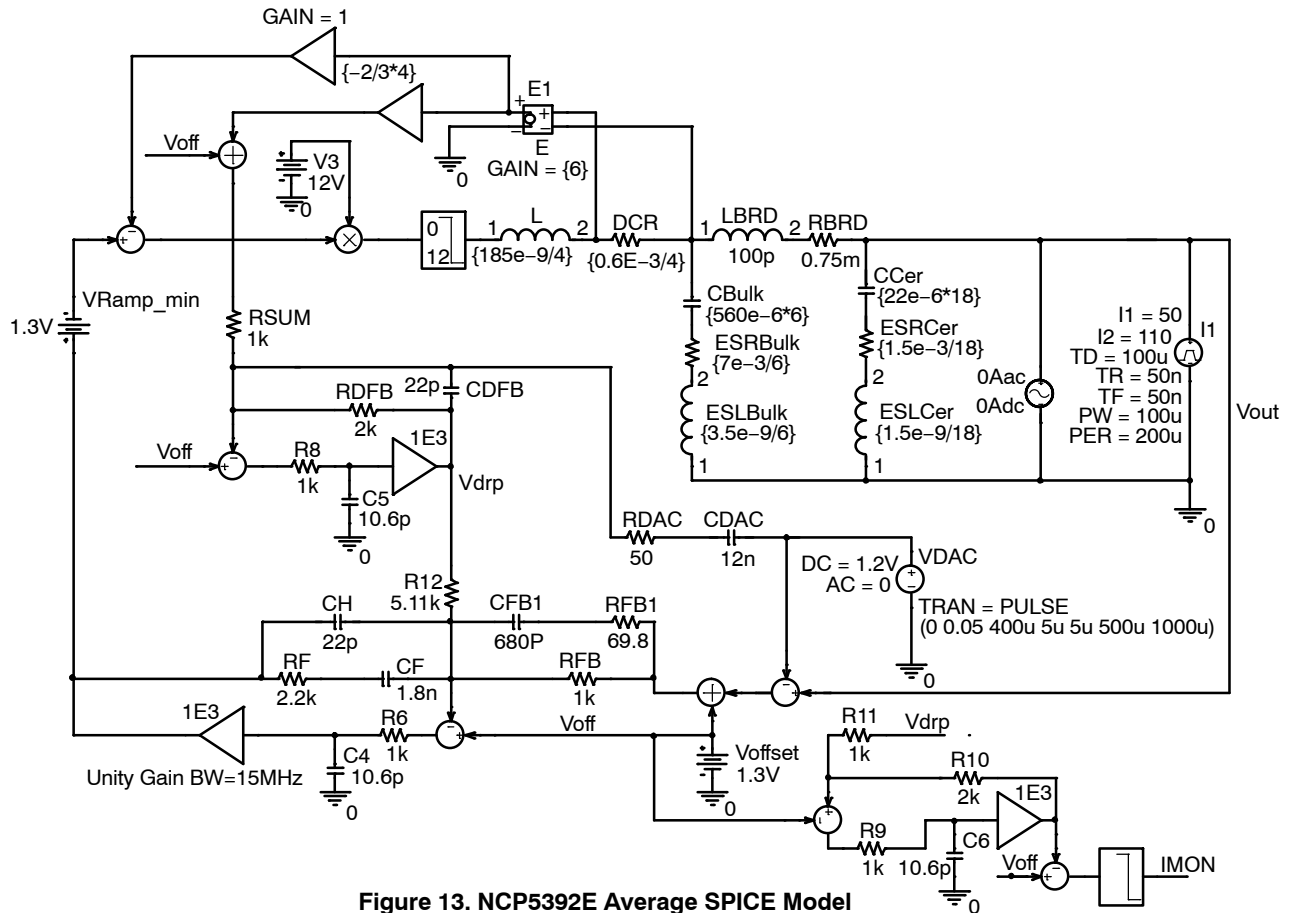 GAIN = 1
{−2/3*4}
E1
+
−
+
−
E
GAIN = {6}
0
Voff
+
V3
12V
0
+
−
×
0
12
1
L
2
{185e−9/4}
DCR
{0.6E−3/4}
1
LBRD
2
100p
RBRD
0.75m
VRamp_min
1.3V
RSUM
1k
CBulk
{560e−6*6}
ESRBulk
{7e−3/6}
2
ESLBulk
{3.5e−9/6}
1
CCer
{22e−6*18}
ESRCer
{1.5e−3/18}
2
ESLCer
{1.5e−9/18}
1
0Aac
0Adc
I1 = 50
I2 = 110
TD = 100u
TR = 50n
TF = 50n
PW = 100u
PER = 200u
I1
Vout
0
22p
CDFB
RDFB
2k
Voff
+
−
R8
1k
1E3
C5
10.6p
0
Vdrp
RDAC
50
CDAC
12n
DC = 1.2V
AC = 0
VDAC
+
−
TRAN = PULSE
(0 0.05 400u 5u 5u 500u 1000u)
0
R12
5.11k
CH
22p
CFB1
680P
RFB1
69.8
RF
2.2k
CF
1.8n
RFB
1k
+
−
+
1E3
R6
1k
−
+
Voff
C4
10.6p
0
Unity Gain BW=15MHz
Voffset
1.3V
0
R11
1k
Vdrp
R10
2k
1E3
+
R9
1k
C6
10.6p
0
Voff
+
−
IMON
Figure 13. NCP5392E Average SPICE Model